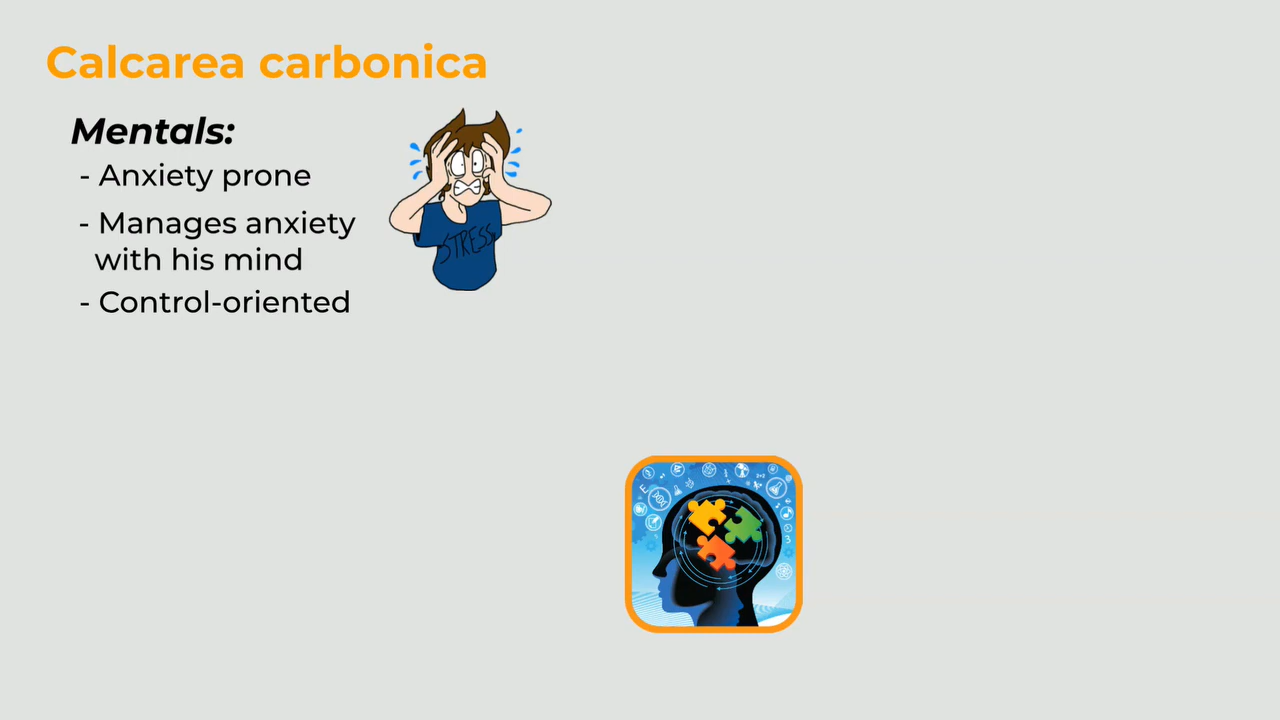 Calcarea carbonica
Mentals:
- Anxiety prone
- Manages anxiety
with his mind
- Control-oriented
STRESS